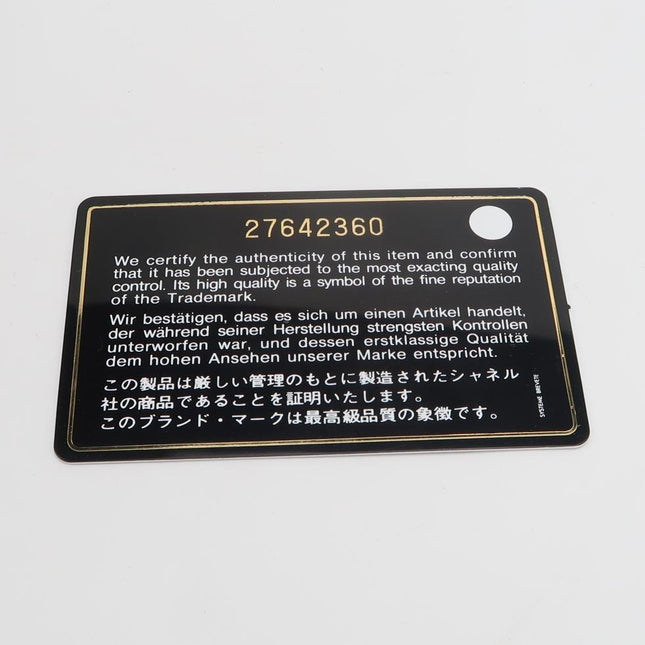 27642360
We certify the authenticity of this item and confirm
that it has been subjected to the most exacting quality
control. Its high quality is a symbol of the fine reputation
of the Trademark.
Wir bestätigen, dass es sich um einen Artikel handelt,
der während seiner Herstellung strengsten Kontrollen
unterworfen war, und dessen erstklassige Qualität
dem hohen Ansehen unserer Marke entspricht.
この製品は厳しい管理のもとに製造されたシャネル
社の商品であることを証明いたします。
このブランド・マークは最高級品質の象徴です。
SYSTEME BREVETE